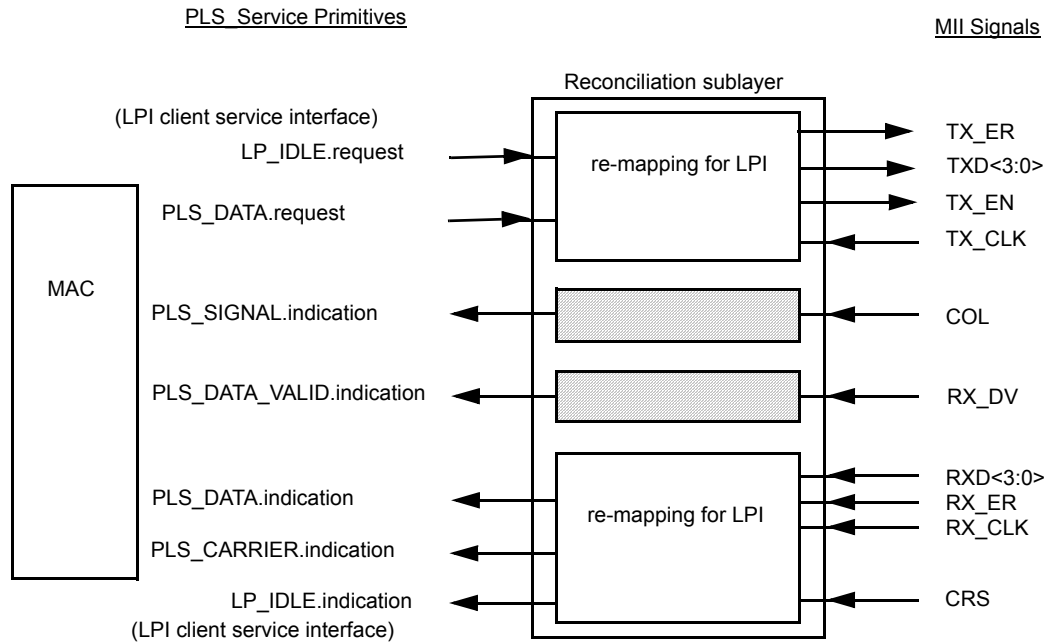 PLS_Service Primitives
MII Signals
Reconciliation sublayer
(LPI client service interface)
LP_IDLE.request
re-mapping for LPI
TX_ER
TXD<3:0>
PLS_DATA.request
TX_EN
TX_CLK
MAC
PLS_SIGNAL.indication
COL
PLS_DATA_VALID.indication
RX_DV
RXD<3:0>
PLS_DATA.indication
re-mapping for LPI
RX_ER
RX_CLK
PLS_CARRIER.indication
LP_IDLE.indication
CRS
(LPI client service interface)